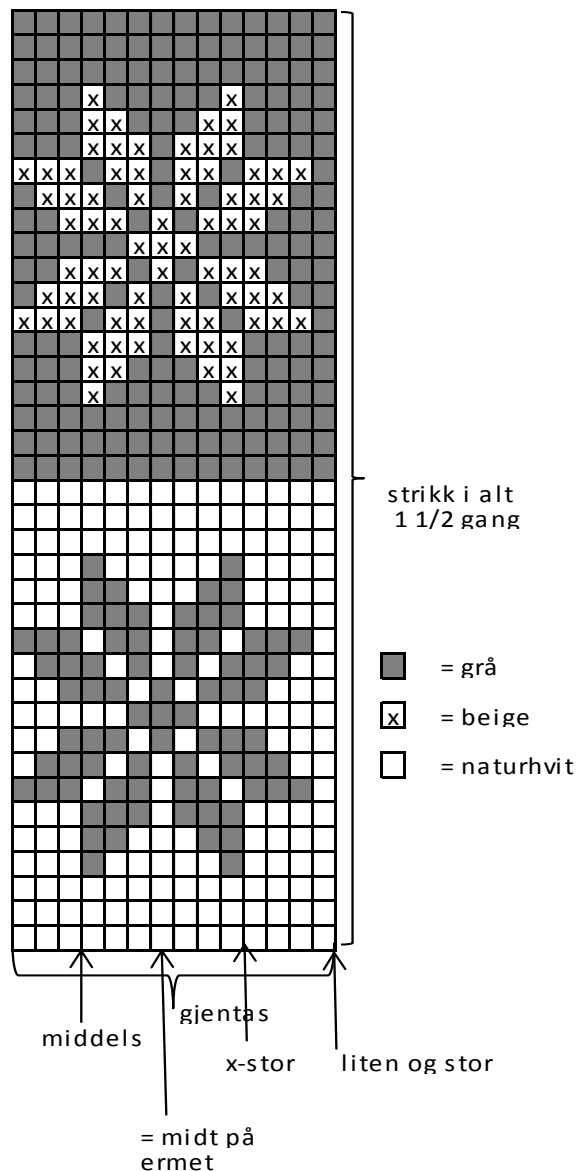 strikk i alt
1 1/2 gang
= grå
x = beige
= naturhvit
gjentas
middels
x-stor
liten og stor
= midt på
ermet